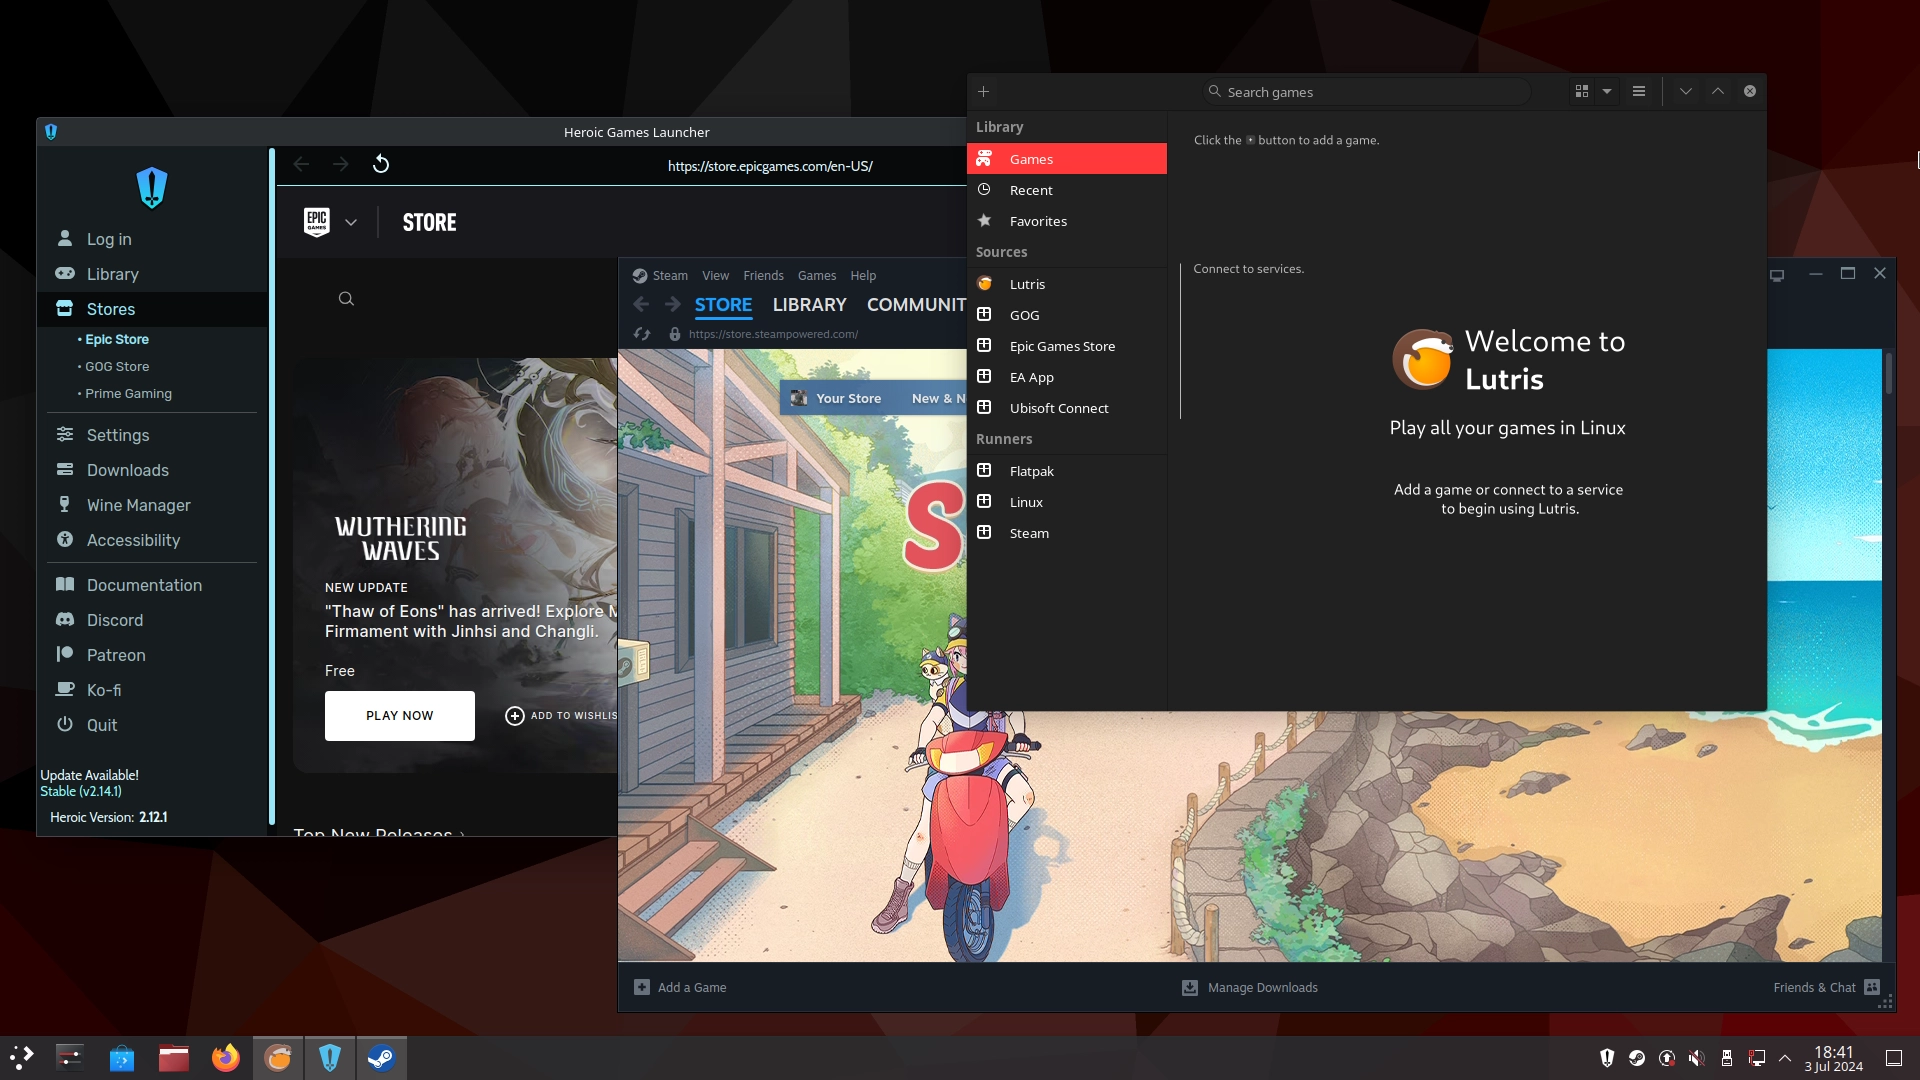 Heroic Games Launcher
Log in
Library
Stores
• Epic Store
• GOG Store
• Prime Gaming
Settings
Downloads
Wine Manager
Accessibility
Documentation
Discord
Patreon
Ko-fi
Quit
Update Available!
Stable (v2.14.1)
Heroic Version: 2.12.1
https://store.epicgames.com/en-US/
EPIC
GAMES
STORE
WUTHERING
WAVES
NEW UPDATE
"Thaw of Eons" has arrived! Explore M
Firmament with Jinhsi and Changli.
Free
PLAY NOW
ADD TO WISHLIS
Top New Releases ›
Steam View Friends Games Help
STORE LIBRARY COMMUNIT
https://store.steampowered.com/
Your Store New & N
S
Add a Game
Manage Downloads
Friends & Chat
Search games
Library
Games
Recent
Favorites
Sources
Lutris
GOG
Epic Games Store
EA App
Ubisoft Connect
Runners
Flatpak
Linux
Steam
Click the + button to add a game.
Connect to services.
Welcome to
Lutris
Play all your games in Linux
Add a game or connect to a service
to begin using Lutris.
18:41
3 Jul 2024